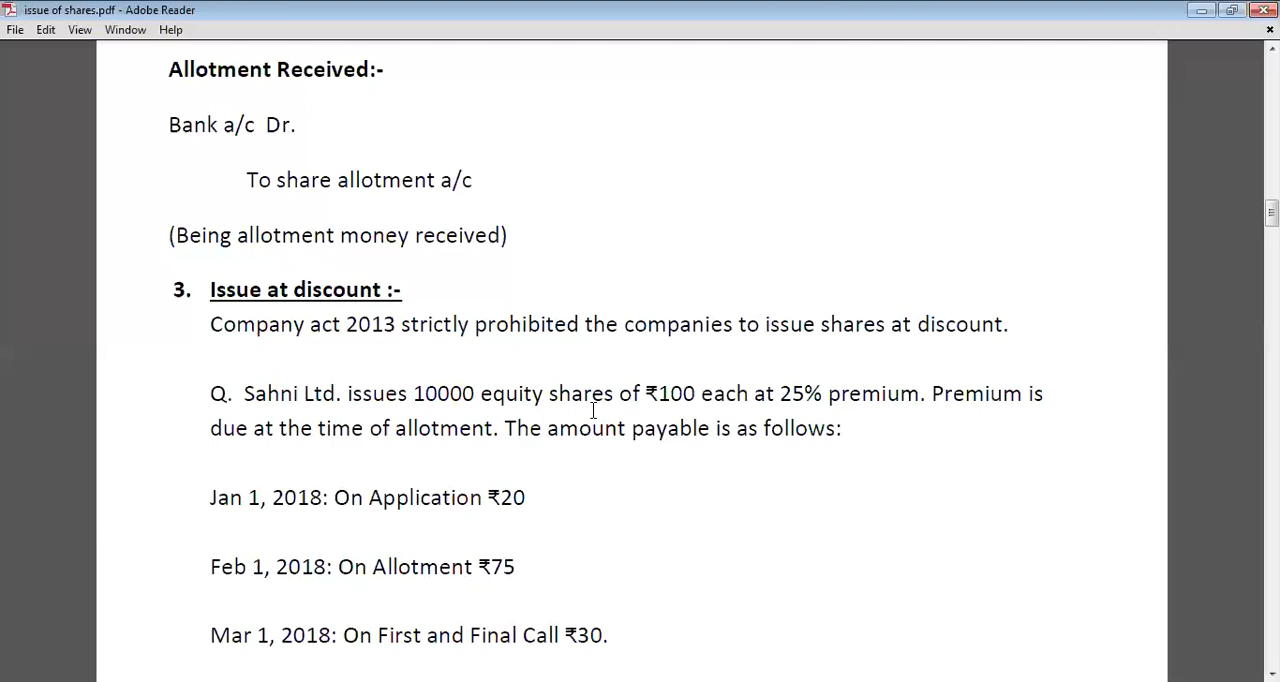 issue of shares.pdf - Adobe Reader
File Edit View Window Help
Allotment Received:-
Bank a/c Dr.
To share allotment a/c
(Being allotment money received)
3. Issue at discount :-
Company act 2013 strictly prohibited the companies to issue shares at discount.
Q. Sahni Ltd. issues 10000 equity shares of ₹100 each at 25% premium. Premium is
due at the time of allotment. The amount payable is as follows:
Jan 1, 2018: On Application ₹20
Feb 1, 2018: On Allotment ₹75
Mar 1, 2018: On First and Final Call ₹30.